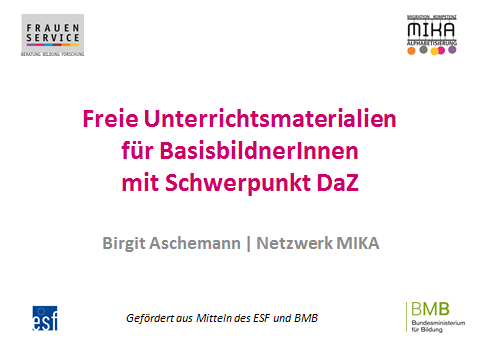 FRAUEN
SERVICE
BERATUNG BILDUNG FORSCHUNG
MIGRATION KOMPETENZ
MIKA
ALPHABETISIERUNG
Freie Unterrichtsmaterialien
für BasisbildnerInnen
mit Schwerpunkt DaZ
Birgit Aschemann | Netzwerk MIKA
esf
Gefördert aus Mitteln des ESF und BMB
BMB
Bundesministerium
für Bildung